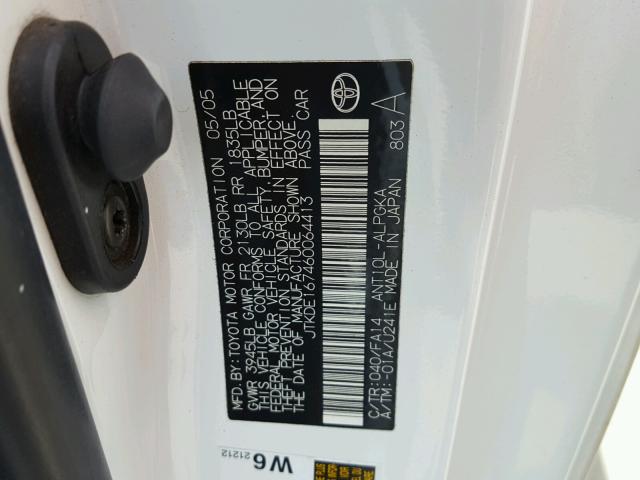 MFD. BY: TOYOTA MOTOR CORPORATION 05/05
GVWR 3945LB GAWR FR 2130LB RR 1835LB
THIS VEHICLE CONFORMS TO ALL APPLICABLE
FEDERAL MOTOR VEHICLE SAFETY, BUMPER, AND
THEFT PREVENTION STANDARDS IN EFFECT ON
THE DATE OF MANUFACTURE SHOWN ABOVE.
JTKDE167460064413 PASS CAR
C/TR: 040/FA14 ANT10L-ALPGKA
A/TM: -01A/U241E MADE IN JAPAN 803 A
W6
21212